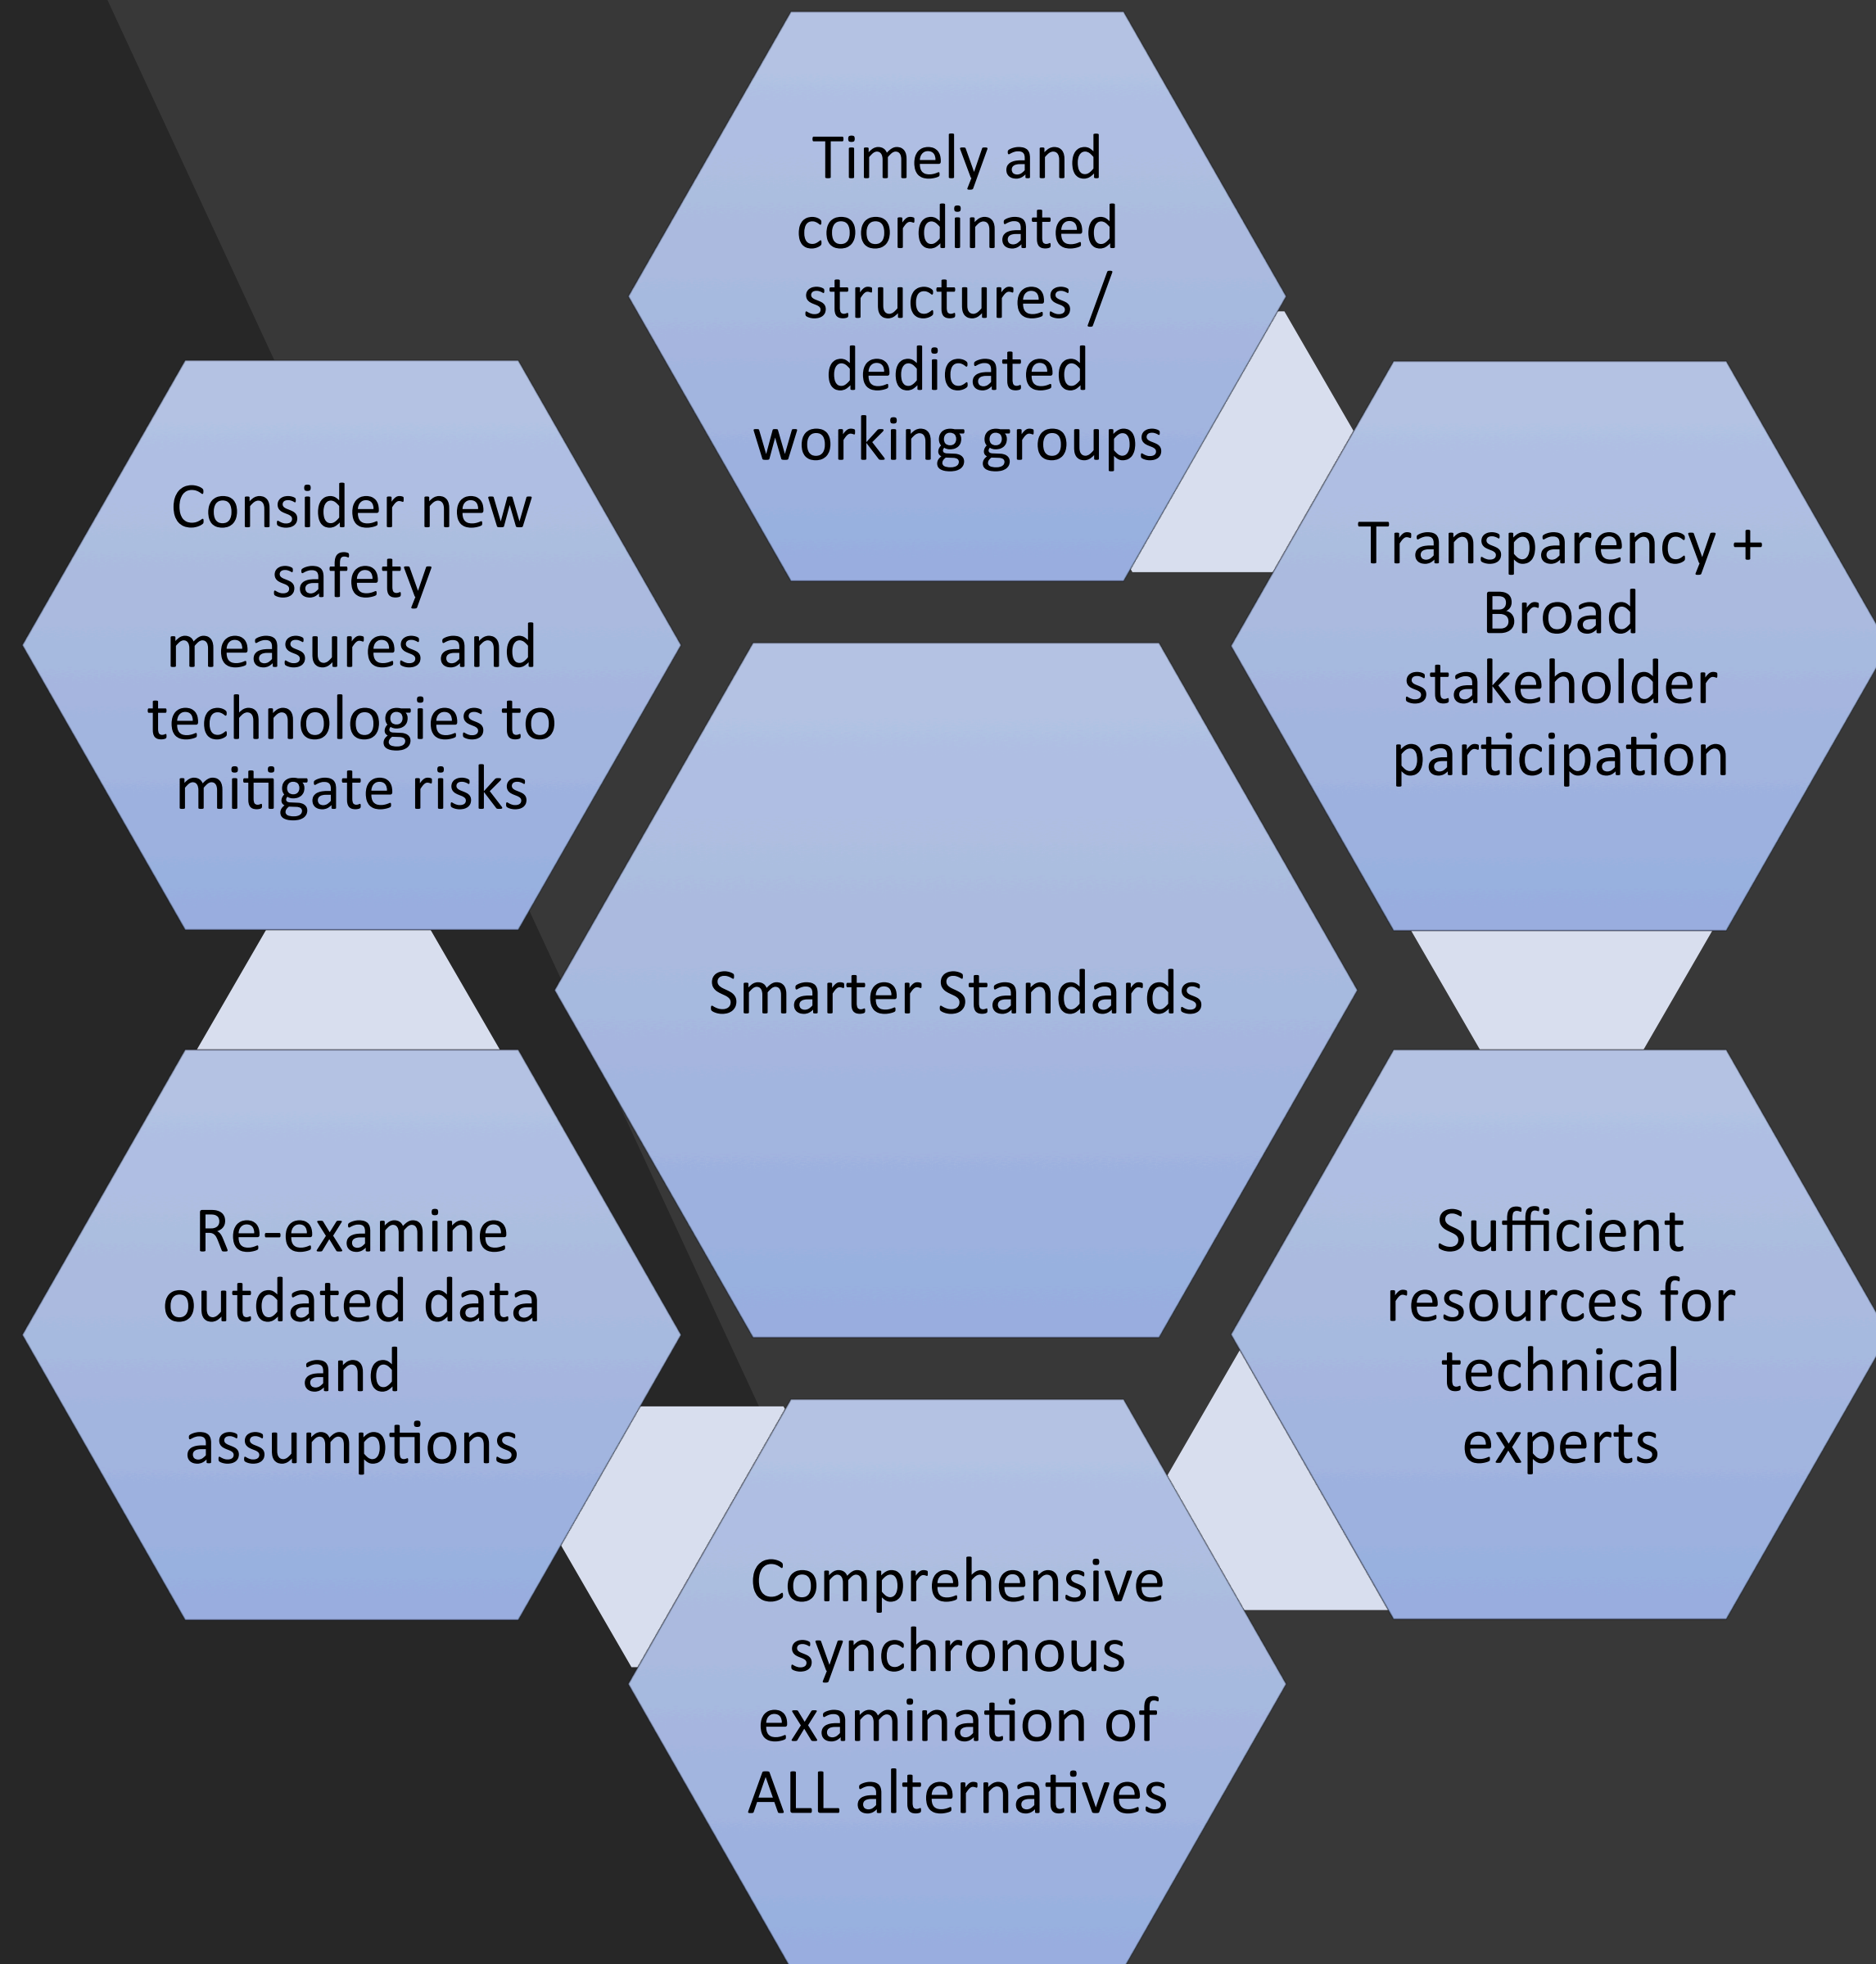 Timely and
coordinated
structures /
dedicated
working groups
Consider new
safety
measures and
technologies to
mitigate risks
Transparency +
Broad
stakeholder
participation
Smarter Standards
Re-examine
outdated data
and
assumptions
Sufficient
resources for
technical
experts
Comprehensive
synchronous
examination of
ALL alternatives